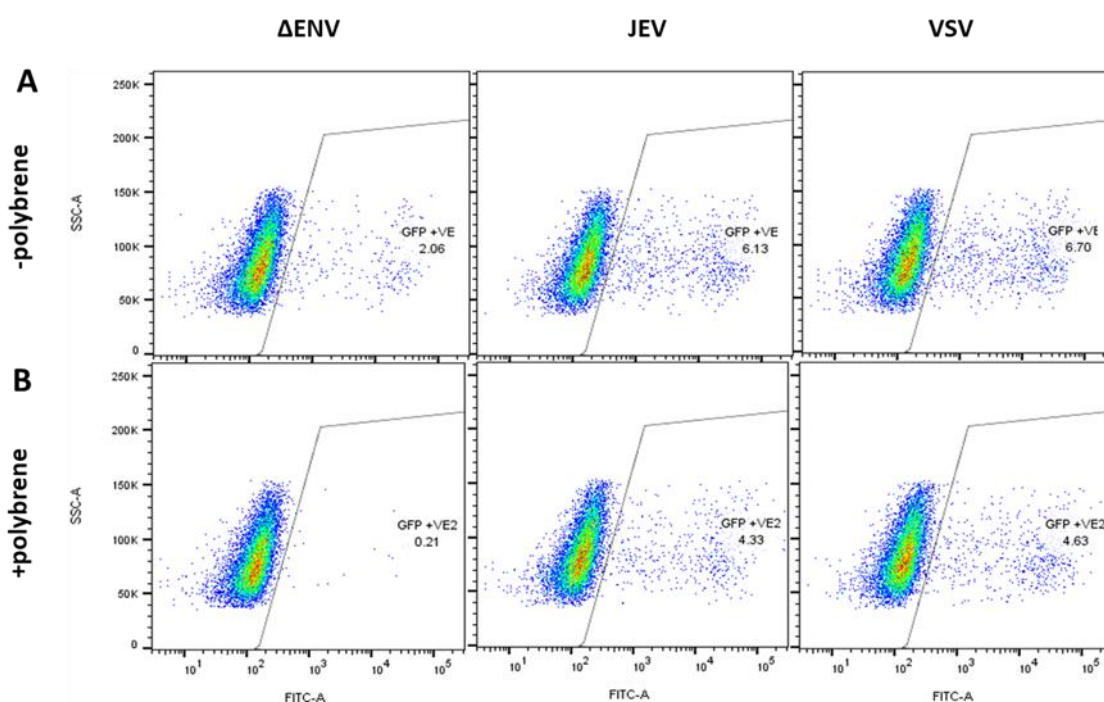 ΔENV JEV VSV
A
-polybrene
SSC-A
250K
200K
150K
100K
50K
0
GFP +VE
2.06
GFP +VE
6.13
GFP +VE
6.70
B
+polybrene
SSC-A
250K
200K
150K
100K
50K
0
GFP +VE2
0.21
GFP +VE2
4.33
GFP +VE2
4.63
10¹ 10² 10³ 10⁴ 10⁵
10¹ 10² 10³ 10⁴ 10⁵
10¹ 10² 10³ 10⁴ 10⁵
FITC-A FITC-A FITC-A